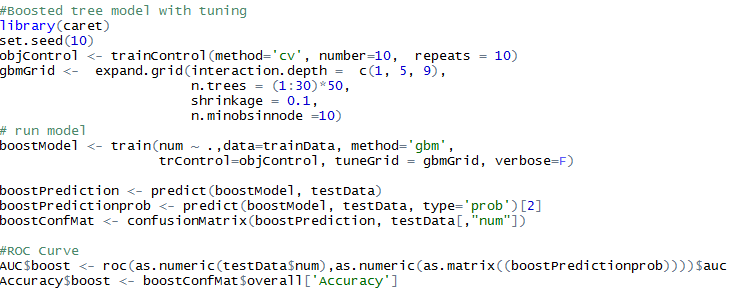 #Boosted tree model with tuning
library(caret)
set.seed(10)
objControl <- trainControl(method='cv', number=10,  repeats = 10)
gbmGrid <-  expand.grid(interaction.depth =  c(1, 5, 9),
n.trees = (1:30)*50,
shrinkage = 0.1,
n.minobsinnode =10)
# run model
boostModel <- train(num ~ .,data=trainData, method='gbm',
trControl=objControl, tuneGrid = gbmGrid, verbose=F)
boostPrediction <- predict(boostModel, testData)
boostPredictionprob <- predict(boostModel, testData, type='prob')[2]
boostConfMat <- confusionMatrix(boostPrediction, testData[,"num"])
#ROC Curve
AUC$boost <- roc(as.numeric(testData$num),as.numeric(as.matrix((boostPredictionprob))))$auc
Accuracy$boost <- boostConfMat$overall['Accuracy']